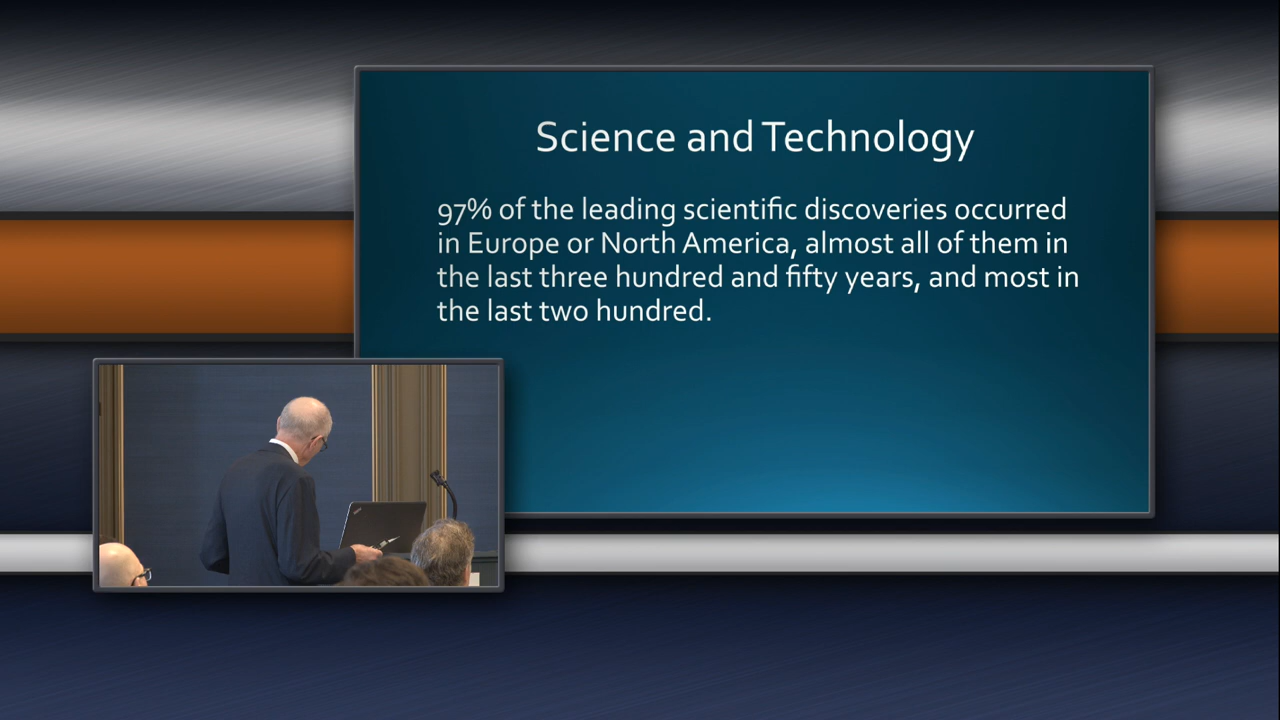 Science and Technology
97% of the leading scientific discoveries occurred
in Europe or North America, almost all of them in
the last three hundred and fifty years, and most in
the last two hundred.